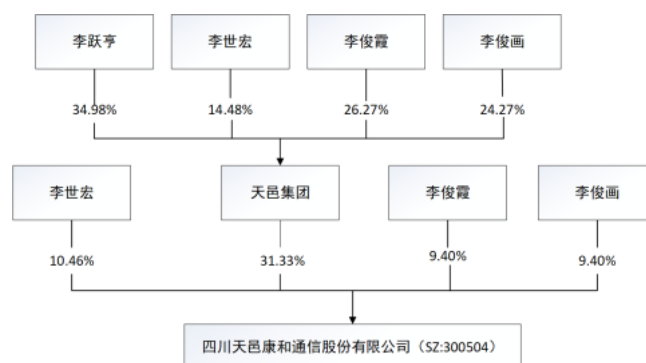 李跃亨 李世宏 李俊霞 李俊画
34.98% 14.48% 26.27% 24.27%
李世宏 天邑集团 李俊霞 李俊画
10.46% 31.33% 9.40% 9.40%
四川天邑康和通信股份有限公司（SZ:300504）